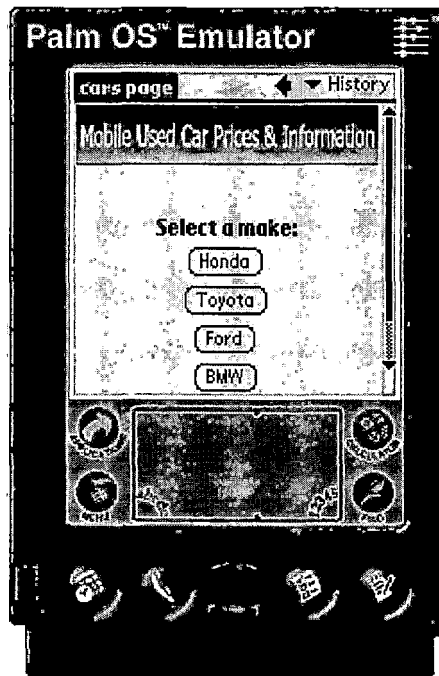 Palm OS™ Emulator
cars page
History
Mobile Used Car Prices & Information
Select a make:
Honda
Toyota
Ford
BMW